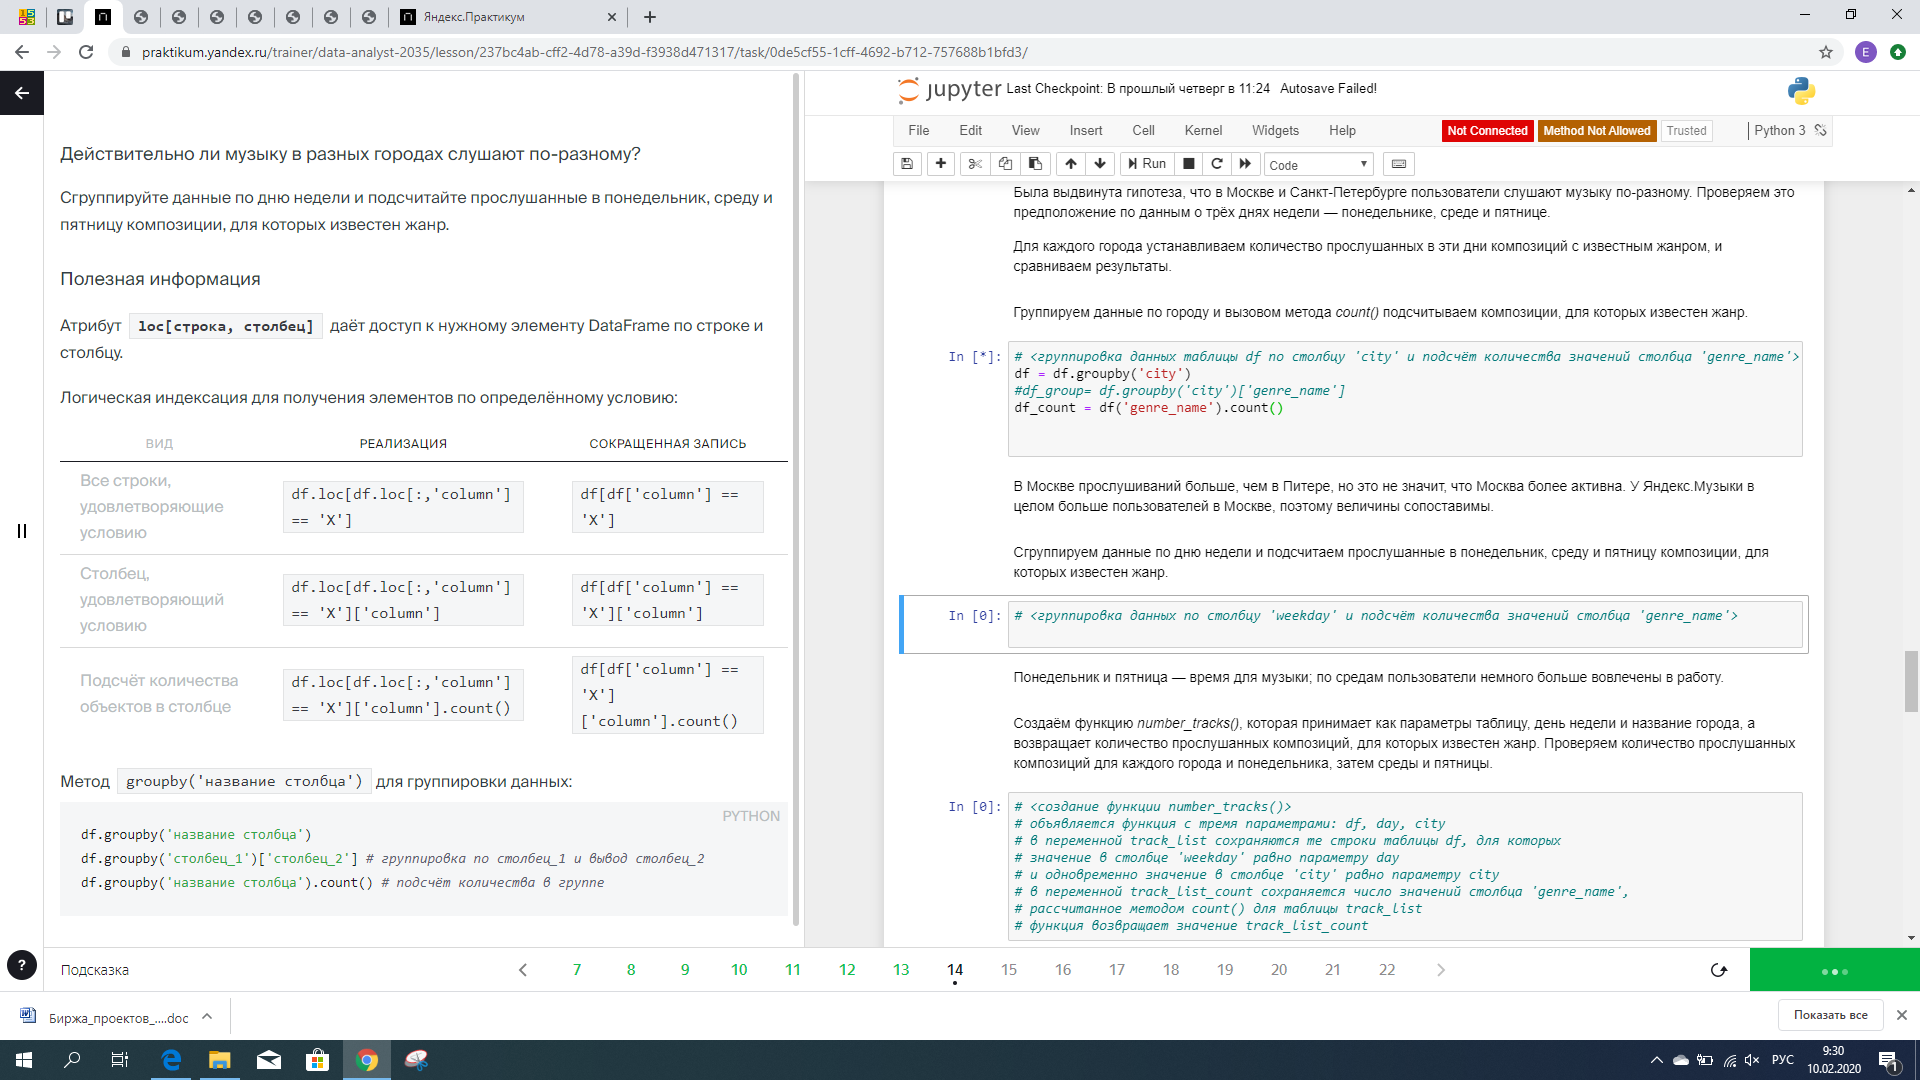 Яндекс.Практикум
praktikum.yandex.ru/trainer/data-analyst-2035/lesson/237bc4ab-cff2-4d78-a39d-f3938d471317/task/0de5cf55-1cff-4692-b712-757688b1bfd3/
E
Действительно ли музыку в разных городах слушают по-разному?
Сгруппируйте данные по дню недели и подсчитайте прослушанные в понедельник, среду и
пятницу композиции, для которых известен жанр.
Полезная информация
Атрибут loc[строка, столбец] даёт доступ к нужному элементу DataFrame по строке и
столбцу.
Логическая индексация для получения элементов по определённому условию:
ВИД РЕАЛИЗАЦИЯ СОКРАЩЕННАЯ ЗАПИСЬ
Все строки,
удовлетворяющие
условию
df.loc[df.loc[:,'column']
== 'X']
df[df['column'] ==
'X']
Столбец,
удовлетворяющий
условию
df.loc[df.loc[:,'column']
== 'X']['column']
df[df['column'] ==
'X']['column']
Подсчёт количества
объектов в столбце
df.loc[df.loc[:,'column']
== 'X']['column'].count()
df[df['column'] ==
'X']
['column'].count()
Метод groupby('название столбца') для группировки данных:
PYTHON
df.groupby('название столбца')
df.groupby('столбец_1')['столбец_2'] # группировка по столбец_1 и вывод столбец_2
df.groupby('название столбца').count() # подсчёт количества в группе
jupyter Last Checkpoint: В прошлый четверг в 11:24 Autosave Failed!
File Edit View Insert Cell Kernel Widgets Help Not Connected Method Not Allowed Trusted Python 3
Run Code
Была выдвинута гипотеза, что в Москве и Санкт-Петербурге пользователи слушают музыку по-разному. Проверяем это
предположение по данным о трёх днях недели — понедельнике, среде и пятнице.
Для каждого города устанавливаем количество прослушанных в эти дни композиций с известным жанром, и
сравниваем результаты.
Группируем данные по городу и вызовом метода count() подсчитываем композиции, для которых известен жанр.
In [*]: # <группировка данных таблицы df по столбцу 'city' и подсчёт количества значений столбца 'genre_name'>
df = df.groupby('city')
#df_group= df.groupby('city')['genre_name']
df_count = df('genre_name').count()
В Москве прослушиваний больше, чем в Питере, но это не значит, что Москва более активна. У Яндекс.Музыки в
целом больше пользователей в Москве, поэтому величины сопоставимы.
Сгруппируем данные по дню недели и подсчитаем прослушанные в понедельник, среду и пятницу композиции, для
которых известен жанр.
In [0]: # <группировка данных по столбцу 'weekday' и подсчёт количества значений столбца 'genre_name'>
Понедельник и пятница — время для музыки; по средам пользователи немного больше вовлечены в работу.
Создаём функцию number_tracks(), которая принимает как параметры таблицу, день недели и название города, а
возвращает количество прослушанных композиций, для которых известен жанр. Проверяем количество прослушанных
композиций для каждого города и понедельника, затем среды и пятницы.
In [0]: # <создание функции number_tracks()>
# объявляется функция с тремя параметрами: df, day, city
# в переменной track_list сохраняются те строки таблицы df, для которых
# значение в столбце 'weekday' равно параметру day
# и одновременно значение в столбце 'city' равно параметру city
# в переменной track_list_count сохраняется число значений столбца 'genre_name',
# рассчитанное методом count() для таблицы track_list
# функция возвращает значение track_list_count
? Подсказка 7 8 9 10 11 12 13 14 15 16 17 18 19 20 21 22
Биржа_проектов_....doc Показать все
РУС 9:30
10.02.2020
1